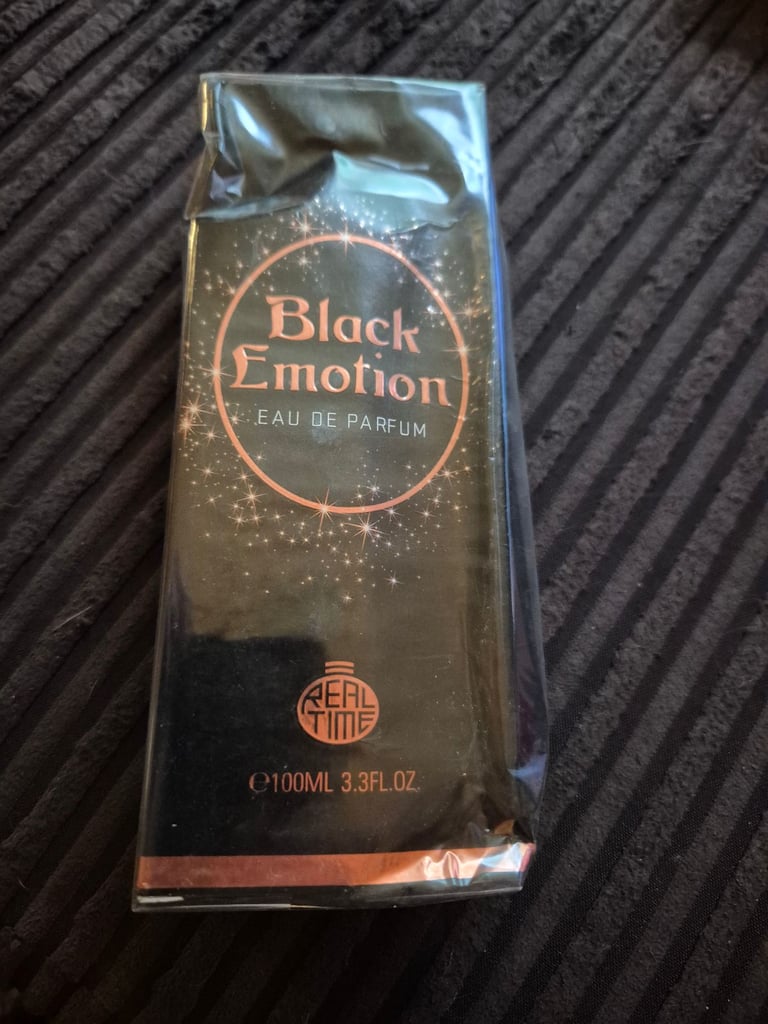 Black
Emotion
EAU DE PARFUM
REAL
TIME
℮100ML 3.3FL.OZ.